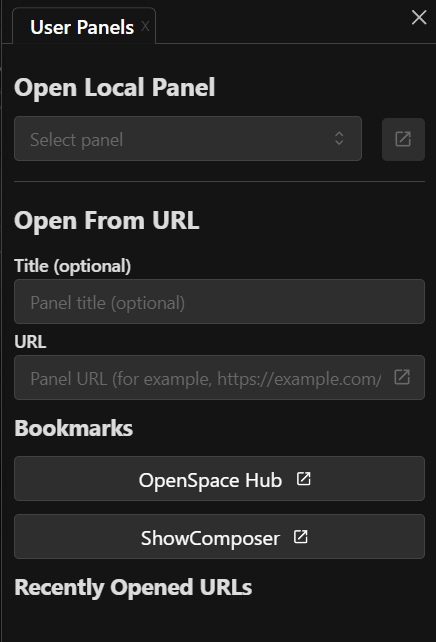 User Panels x
Open Local Panel
Select panel
Open From URL
Title (optional)
Panel title (optional)
URL
Panel URL (for example, https://example.com/
Bookmarks
OpenSpace Hub
ShowComposer
Recently Opened URLs